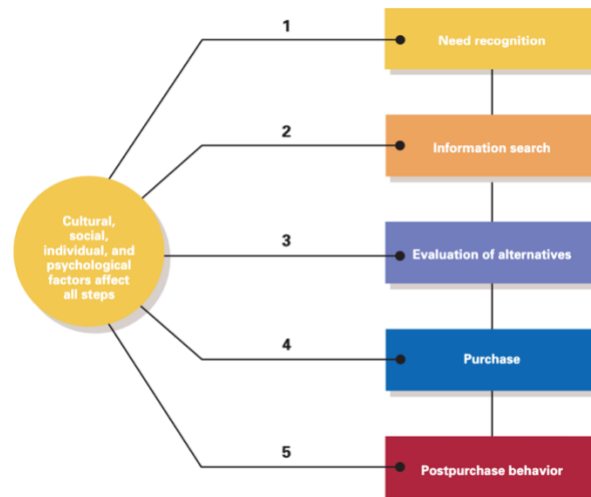 1
Need recognition
2
Information search
Cultural,
social,
individual, and
psychological
factors affect
all steps
3
Evaluation of alternatives
4
Purchase
5
Postpurchase behavior